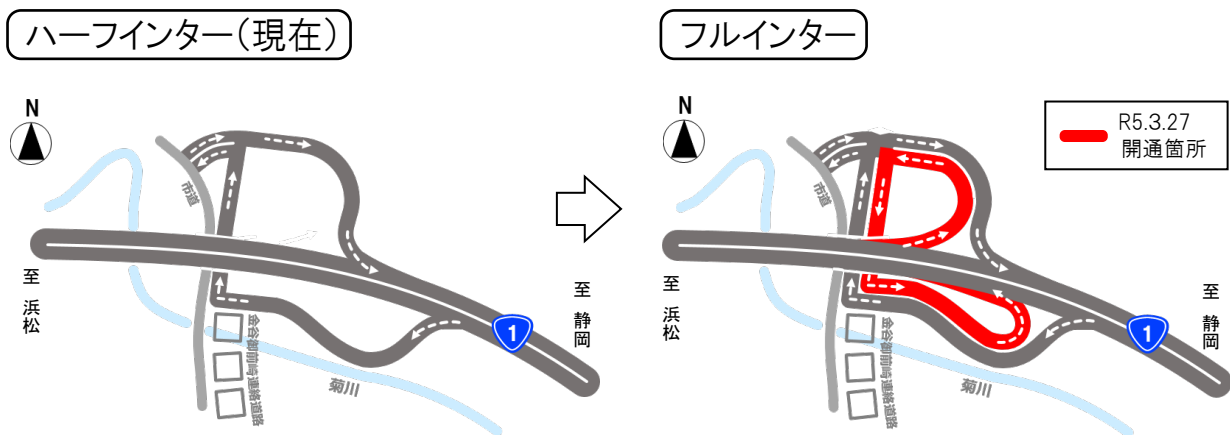 ハーフインター(現在)
N
市道
至 浜松
至 静岡
1
金谷御前崎連絡道路
菊川
フルインター
N
R5.3.27
開通箇所
市道
至 浜松
至 静岡
1
金谷御前崎連絡道路
菊川